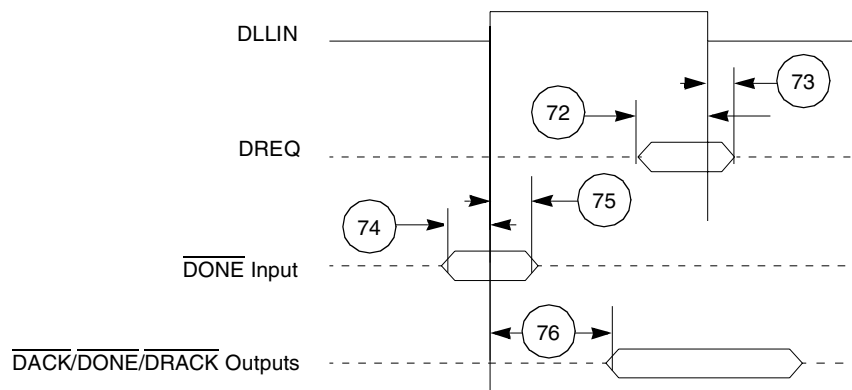 DLLIN
73
72
DREQ
75
74
DONE Input
76
DACK/DONE/DRACK Outputs